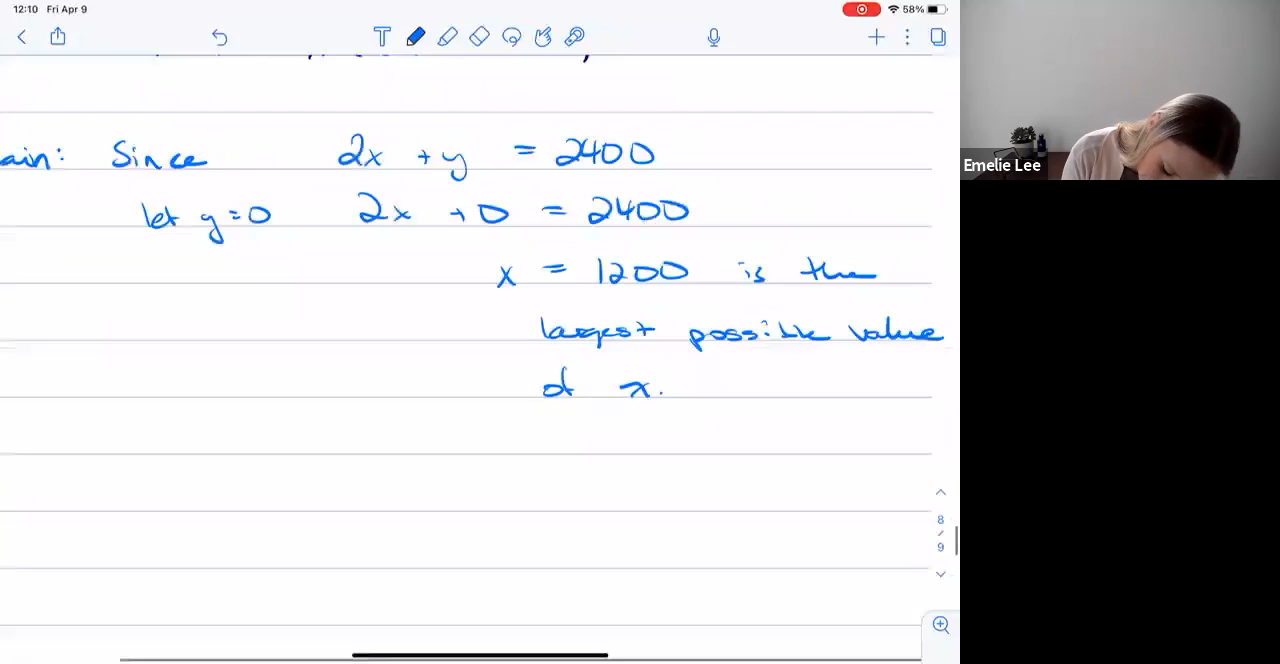 12:10 Fri Apr 9
58%
T
Emelie Lee
ain: Since 2x + y = 2400
let y = 0 2x + 0 = 2400
x = 1200 is the
largest possible value
of x.
8
/
9